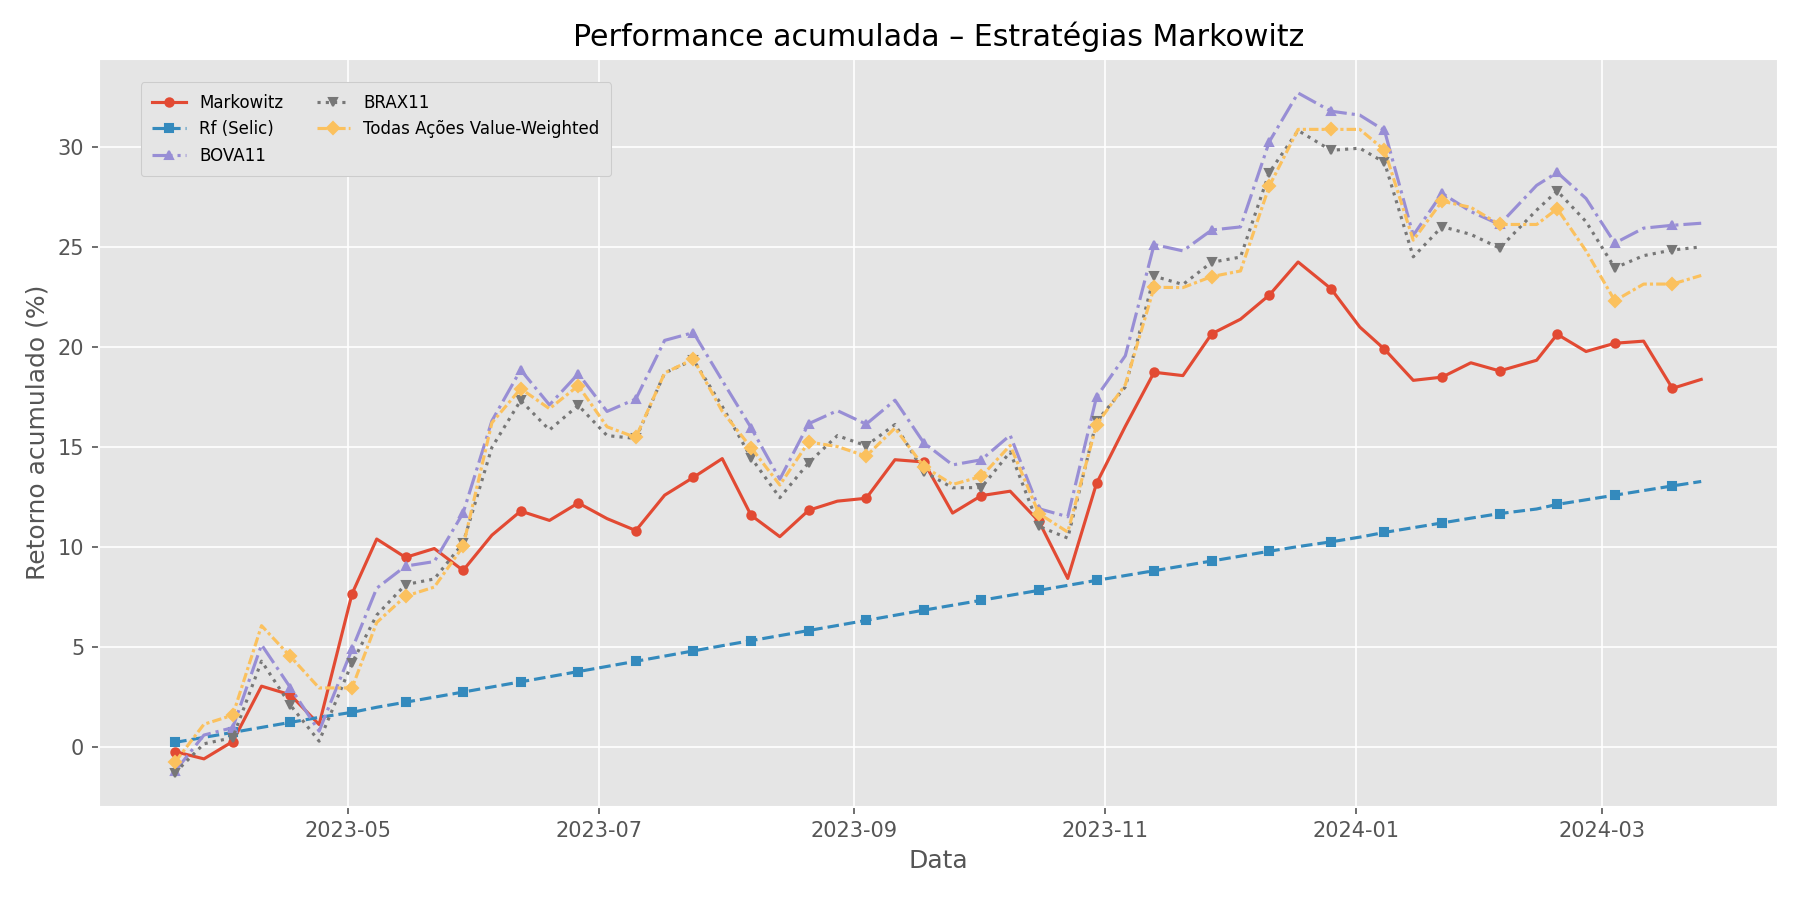 Performance acumulada – Estratégias Markowitz
Markowitz
Rf (Selic)
BOVA11
BRAX11
Todas Ações Value-Weighted
Retorno acumulado (%)
30
25
20
15
10
5
0
2023-05
2023-07
2023-09
2023-11
2024-01
2024-03
Data